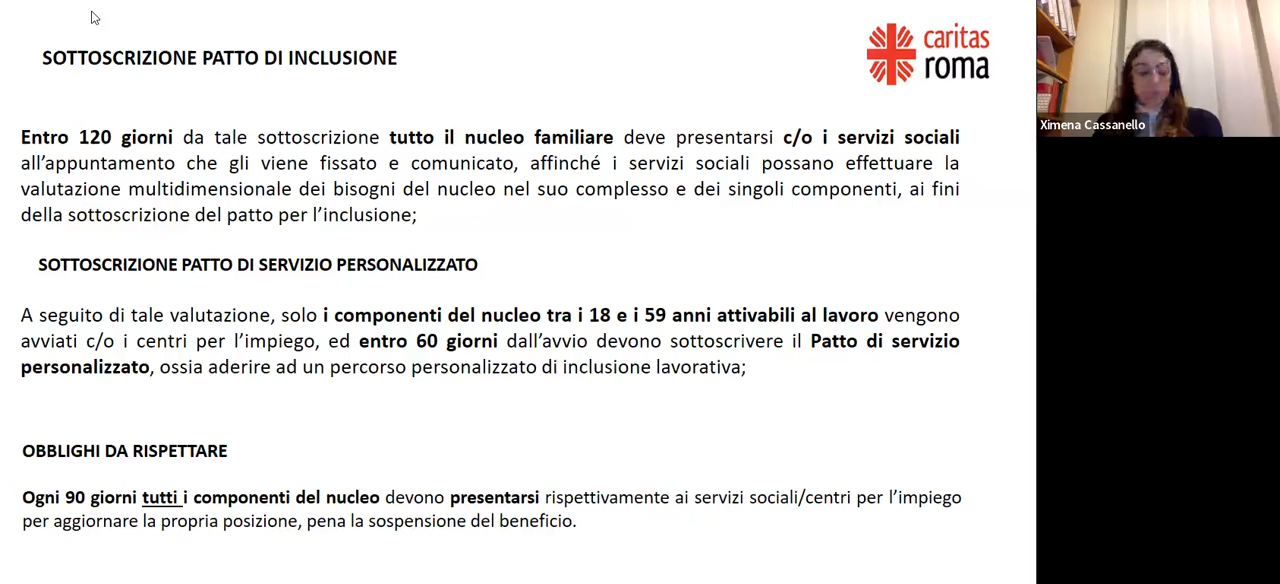 SOTTOSCRIZIONE PATTO DI INCLUSIONE
caritas
roma
Ximena Cassanello
Entro 120 giorni da tale sottoscrizione tutto il nucleo familiare deve presentarsi c/o i servizi sociali
all’appuntamento che gli viene fissato e comunicato, affinché i servizi sociali possano effettuare la
valutazione multidimensionale dei bisogni del nucleo nel suo complesso e dei singoli componenti, ai fini
della sottoscrizione del patto per l’inclusione;
SOTTOSCRIZIONE PATTO DI SERVIZIO PERSONALIZZATO
A seguito di tale valutazione, solo i componenti del nucleo tra i 18 e i 59 anni attivabili al lavoro vengono
avviati c/o i centri per l’impiego, ed entro 60 giorni dall’avvio devono sottoscrivere il Patto di servizio
personalizzato, ossia aderire ad un percorso personalizzato di inclusione lavorativa;
OBBLIGHI DA RISPETTARE
Ogni 90 giorni tutti i componenti del nucleo devono presentarsi rispettivamente ai servizi sociali/centri per l’impiego
per aggiornare la propria posizione, pena la sospensione del beneficio.